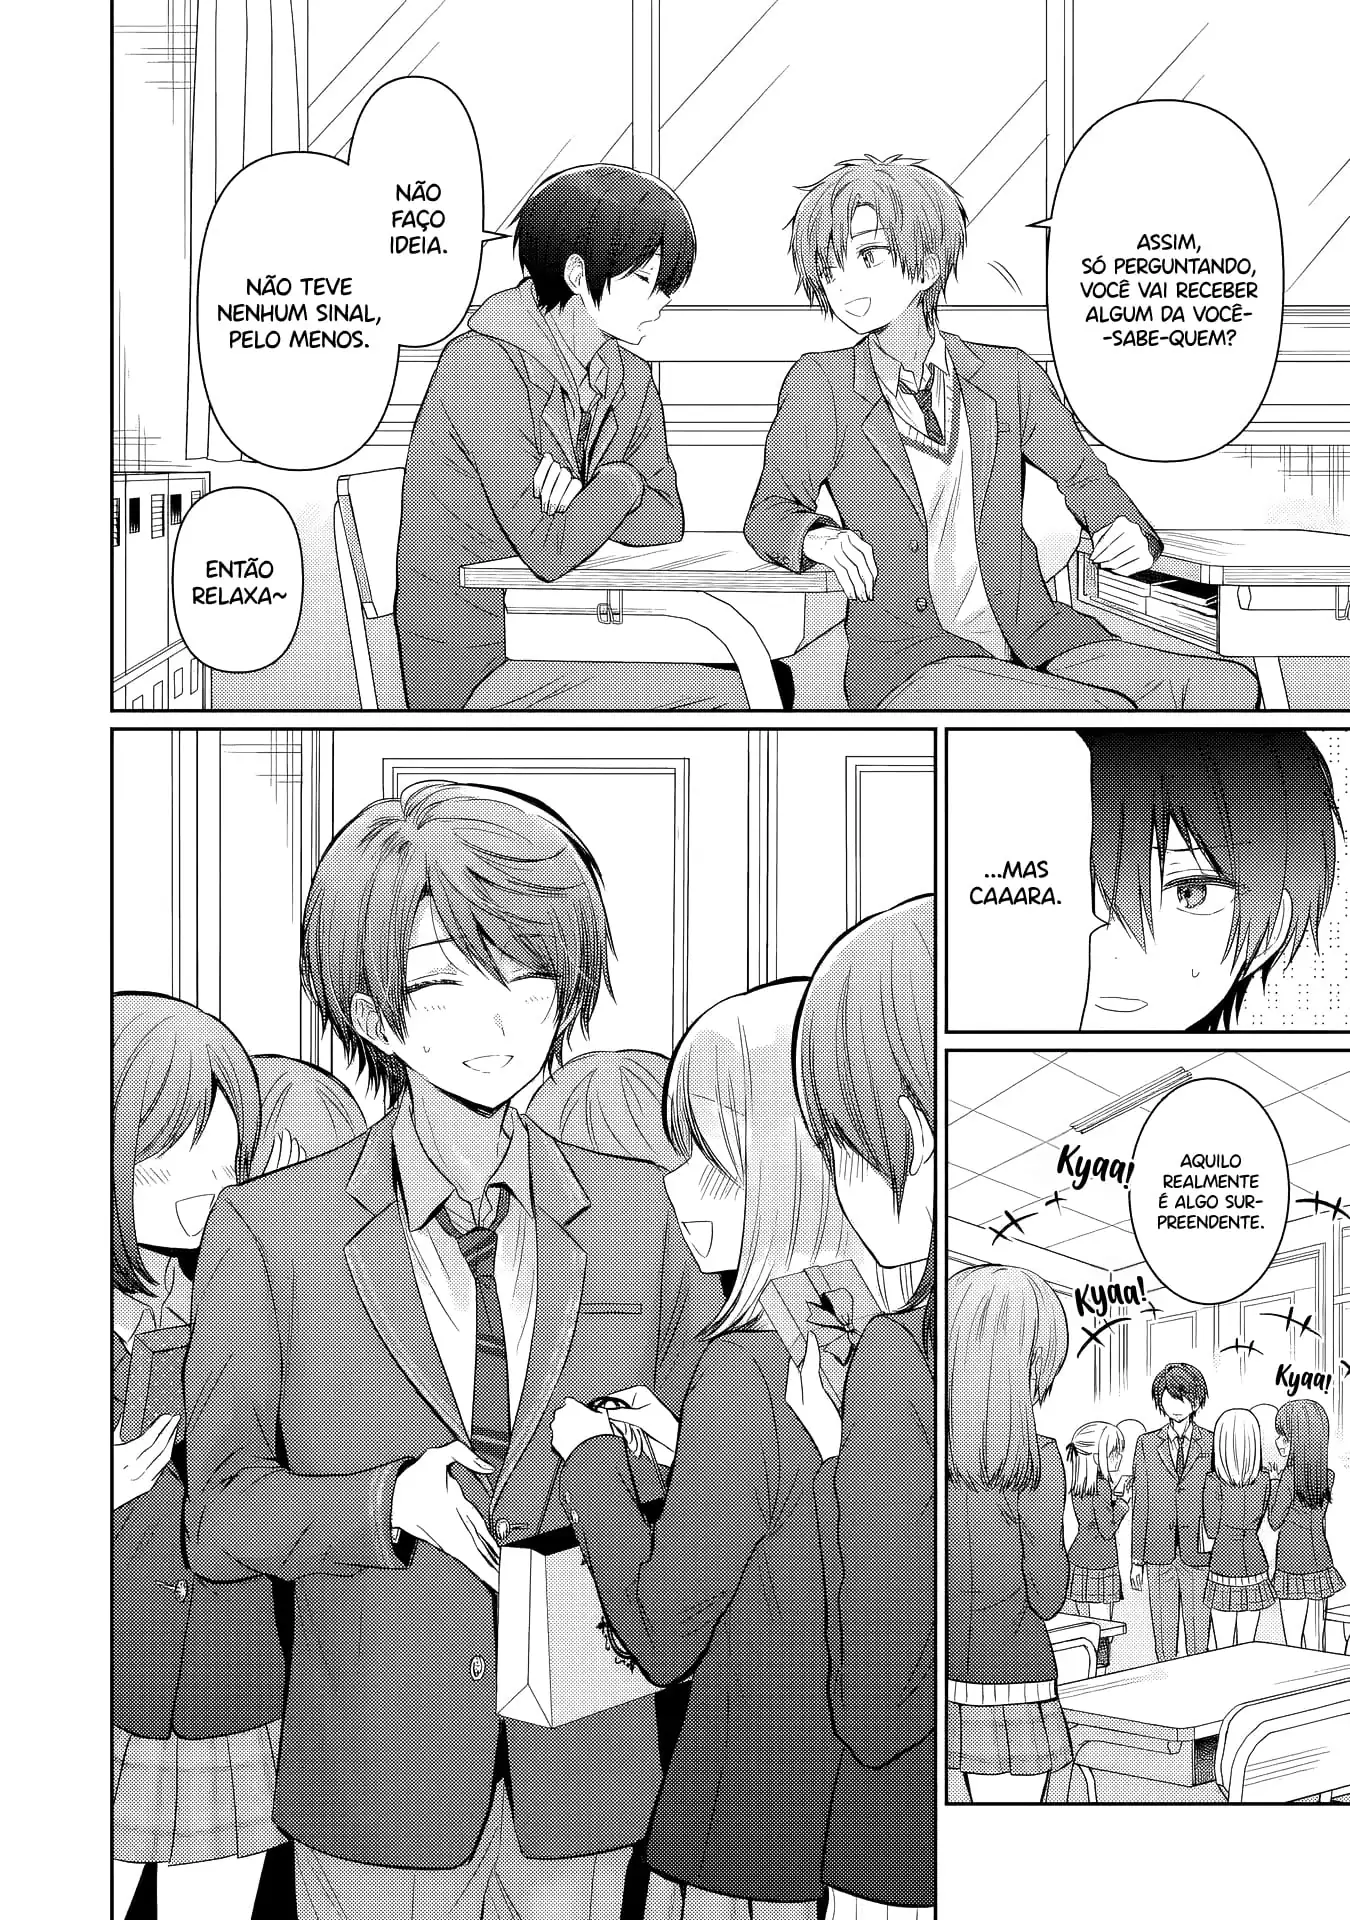 ASSIM,
SÓ PERGUNTANDO,
VOCÊ VAI RECEBER
ALGUM DA VOCÊ-
-SABE-QUEM?
NÃO
FAÇO
IDEIA.
NÃO TEVE
NENHUM SINAL,
PELO MENOS.
ENTÃO
RELAXA~
...MAS
CAAARA.
AQUILO
REALMENTE
É ALGO SUR-
PREENDENTE.
Kyaa!
Kyaa!
Kyaa!